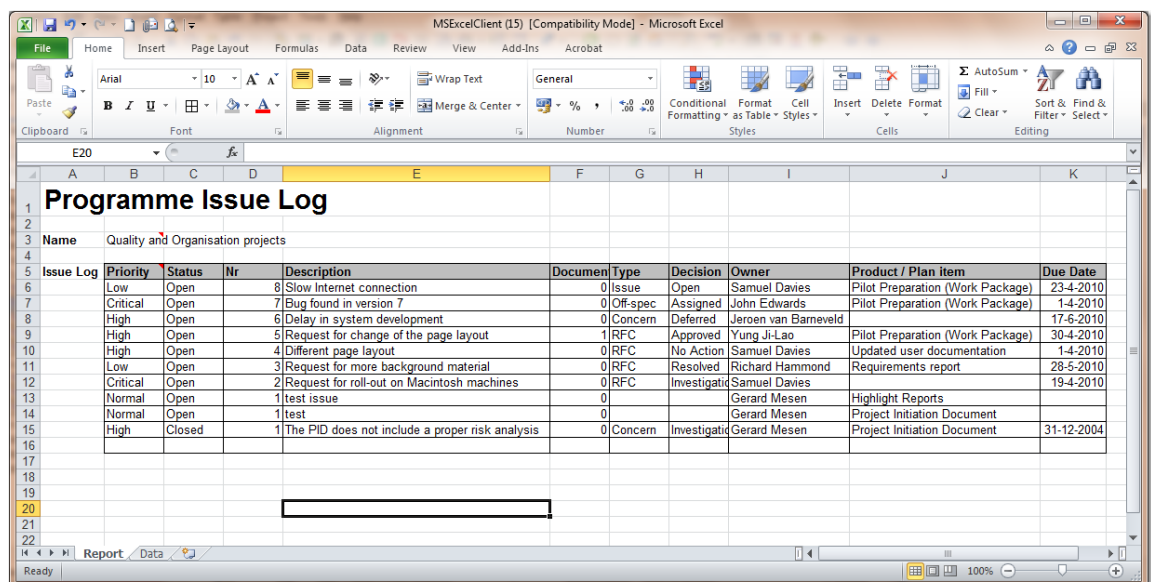 MSExcelClient (15) [Compatibility Mode] - Microsoft Excel
File Home Insert Page Layout Formulas Data Review View Add-Ins Acrobat
Arial 10 Wrap Text General Σ AutoSum
Paste B I U Merge & Center % , Conditional Formatting Format as Table Cell Styles Insert Delete Format Fill Clear Sort & Filter Find & Select
Clipboard Font Alignment Number Styles Cells Editing
E20 fx
A B C D E F G H I J K
1 Programme Issue Log
2
3 Name Quality and Organisation projects
4
5 Issue Log Priority Status Nr Description Documen Type Decision Owner Product / Plan item Due Date
6 Low Open 8 Slow Internet connection 0 Issue Open Samuel Davies Pilot Preparation (Work Package) 23-4-2010
7 Critical Open 7 Bug found in version 7 0 Off-spec Assigned John Edwards Pilot Preparation (Work Package) 1-4-2010
8 High Open 6 Delay in system development 0 Concern Deferred Jeroen van Barneveld 17-6-2010
9 High Open 5 Request for change of the page layout 1 RFC Approved Yung Ji-Lao Pilot Preparation (Work Package) 30-4-2010
10 High Open 4 Different page layout 0 RFC No Action Samuel Davies Updated user documentation 1-4-2010
11 Low Open 3 Request for more background material 0 RFC Resolved Richard Hammond Requirements report 28-5-2010
12 Critical Open 2 Request for roll-out on Macintosh machines 0 RFC Investigatio Samuel Davies 19-4-2010
13 Normal Open 1 test issue 0 Gerard Mesen Highlight Reports
14 Normal Open 1 test 0 Gerard Mesen Project Initiation Document
15 High Closed 1 The PID does not include a proper risk analysis 0 Concern Investigatio Gerard Mesen Project Initiation Document 31-12-2004
16
17
18
19
20
21
22
Report Data
Ready 100%